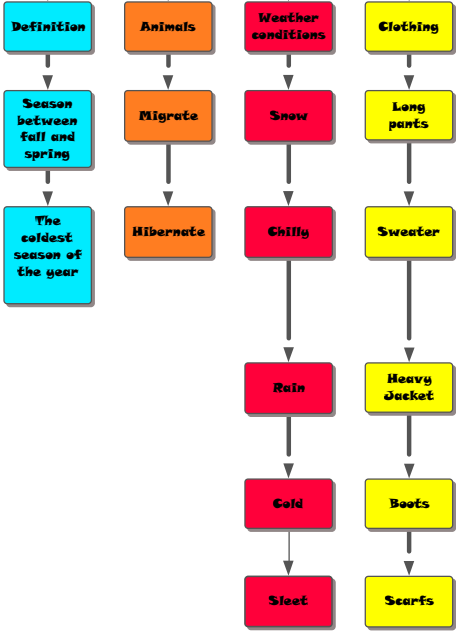 Definition
Season
between
fall and
spring
The
coldest
season of
the year
Animals
Migrate
Hibernate
Weather
conditions
Snow
Chilly
Rain
Cold
Sleet
Clothing
Long
pants
Sweater
Heavy
Jacket
Boots
Scarfs